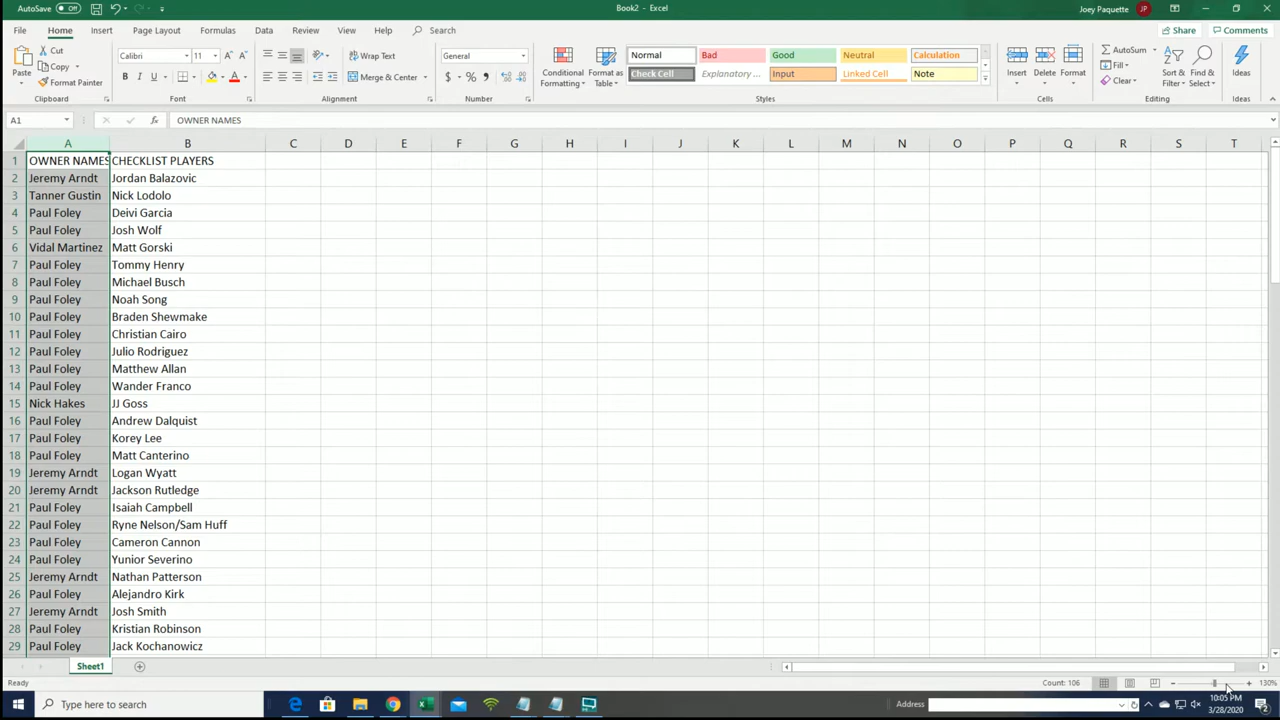 AutoSave Off Book2 - Excel Joey Paquette JP
File Home Insert Page Layout Formulas Data Review View Help Search Share Comments
Paste Cut Copy Format Painter Clipboard
Calibri 11 B I U Font
Wrap Text Merge & Center Alignment
General $ % Number
Conditional Formatting Format as Table
Normal Bad Good Neutral Calculation
Check Cell Explanatory ... Input Linked Cell Note
Styles
Insert Delete Format Cells
AutoSum Fill Clear Sort & Filter Find & Select Editing
Ideas Ideas
A1 fx OWNER NAMES
A B C D E F G H I J K L M N O P Q R S T
1 OWNER NAMES CHECKLIST PLAYERS
2 Jeremy Arndt Jordan Balazovic
3 Tanner Gustin Nick Lodolo
4 Paul Foley Deivi Garcia
5 Paul Foley Josh Wolf
6 Vidal Martinez Matt Gorski
7 Paul Foley Tommy Henry
8 Paul Foley Michael Busch
9 Paul Foley Noah Song
10 Paul Foley Braden Shewmake
11 Paul Foley Christian Cairo
12 Paul Foley Julio Rodriguez
13 Paul Foley Matthew Allan
14 Paul Foley Wander Franco
15 Nick Hakes JJ Goss
16 Paul Foley Andrew Dalquist
17 Paul Foley Korey Lee
18 Paul Foley Matt Canterino
19 Jeremy Arndt Logan Wyatt
20 Jeremy Arndt Jackson Rutledge
21 Paul Foley Isaiah Campbell
22 Paul Foley Ryne Nelson/Sam Huff
23 Paul Foley Cameron Cannon
24 Paul Foley Yunior Severino
25 Jeremy Arndt Nathan Patterson
26 Paul Foley Alejandro Kirk
27 Jeremy Arndt Josh Smith
28 Paul Foley Kristian Robinson
29 Paul Foley Jack Kochanowicz
Sheet1
Ready Count: 106 130%
Type here to search Address 10:05 PM
3/28/2020 2